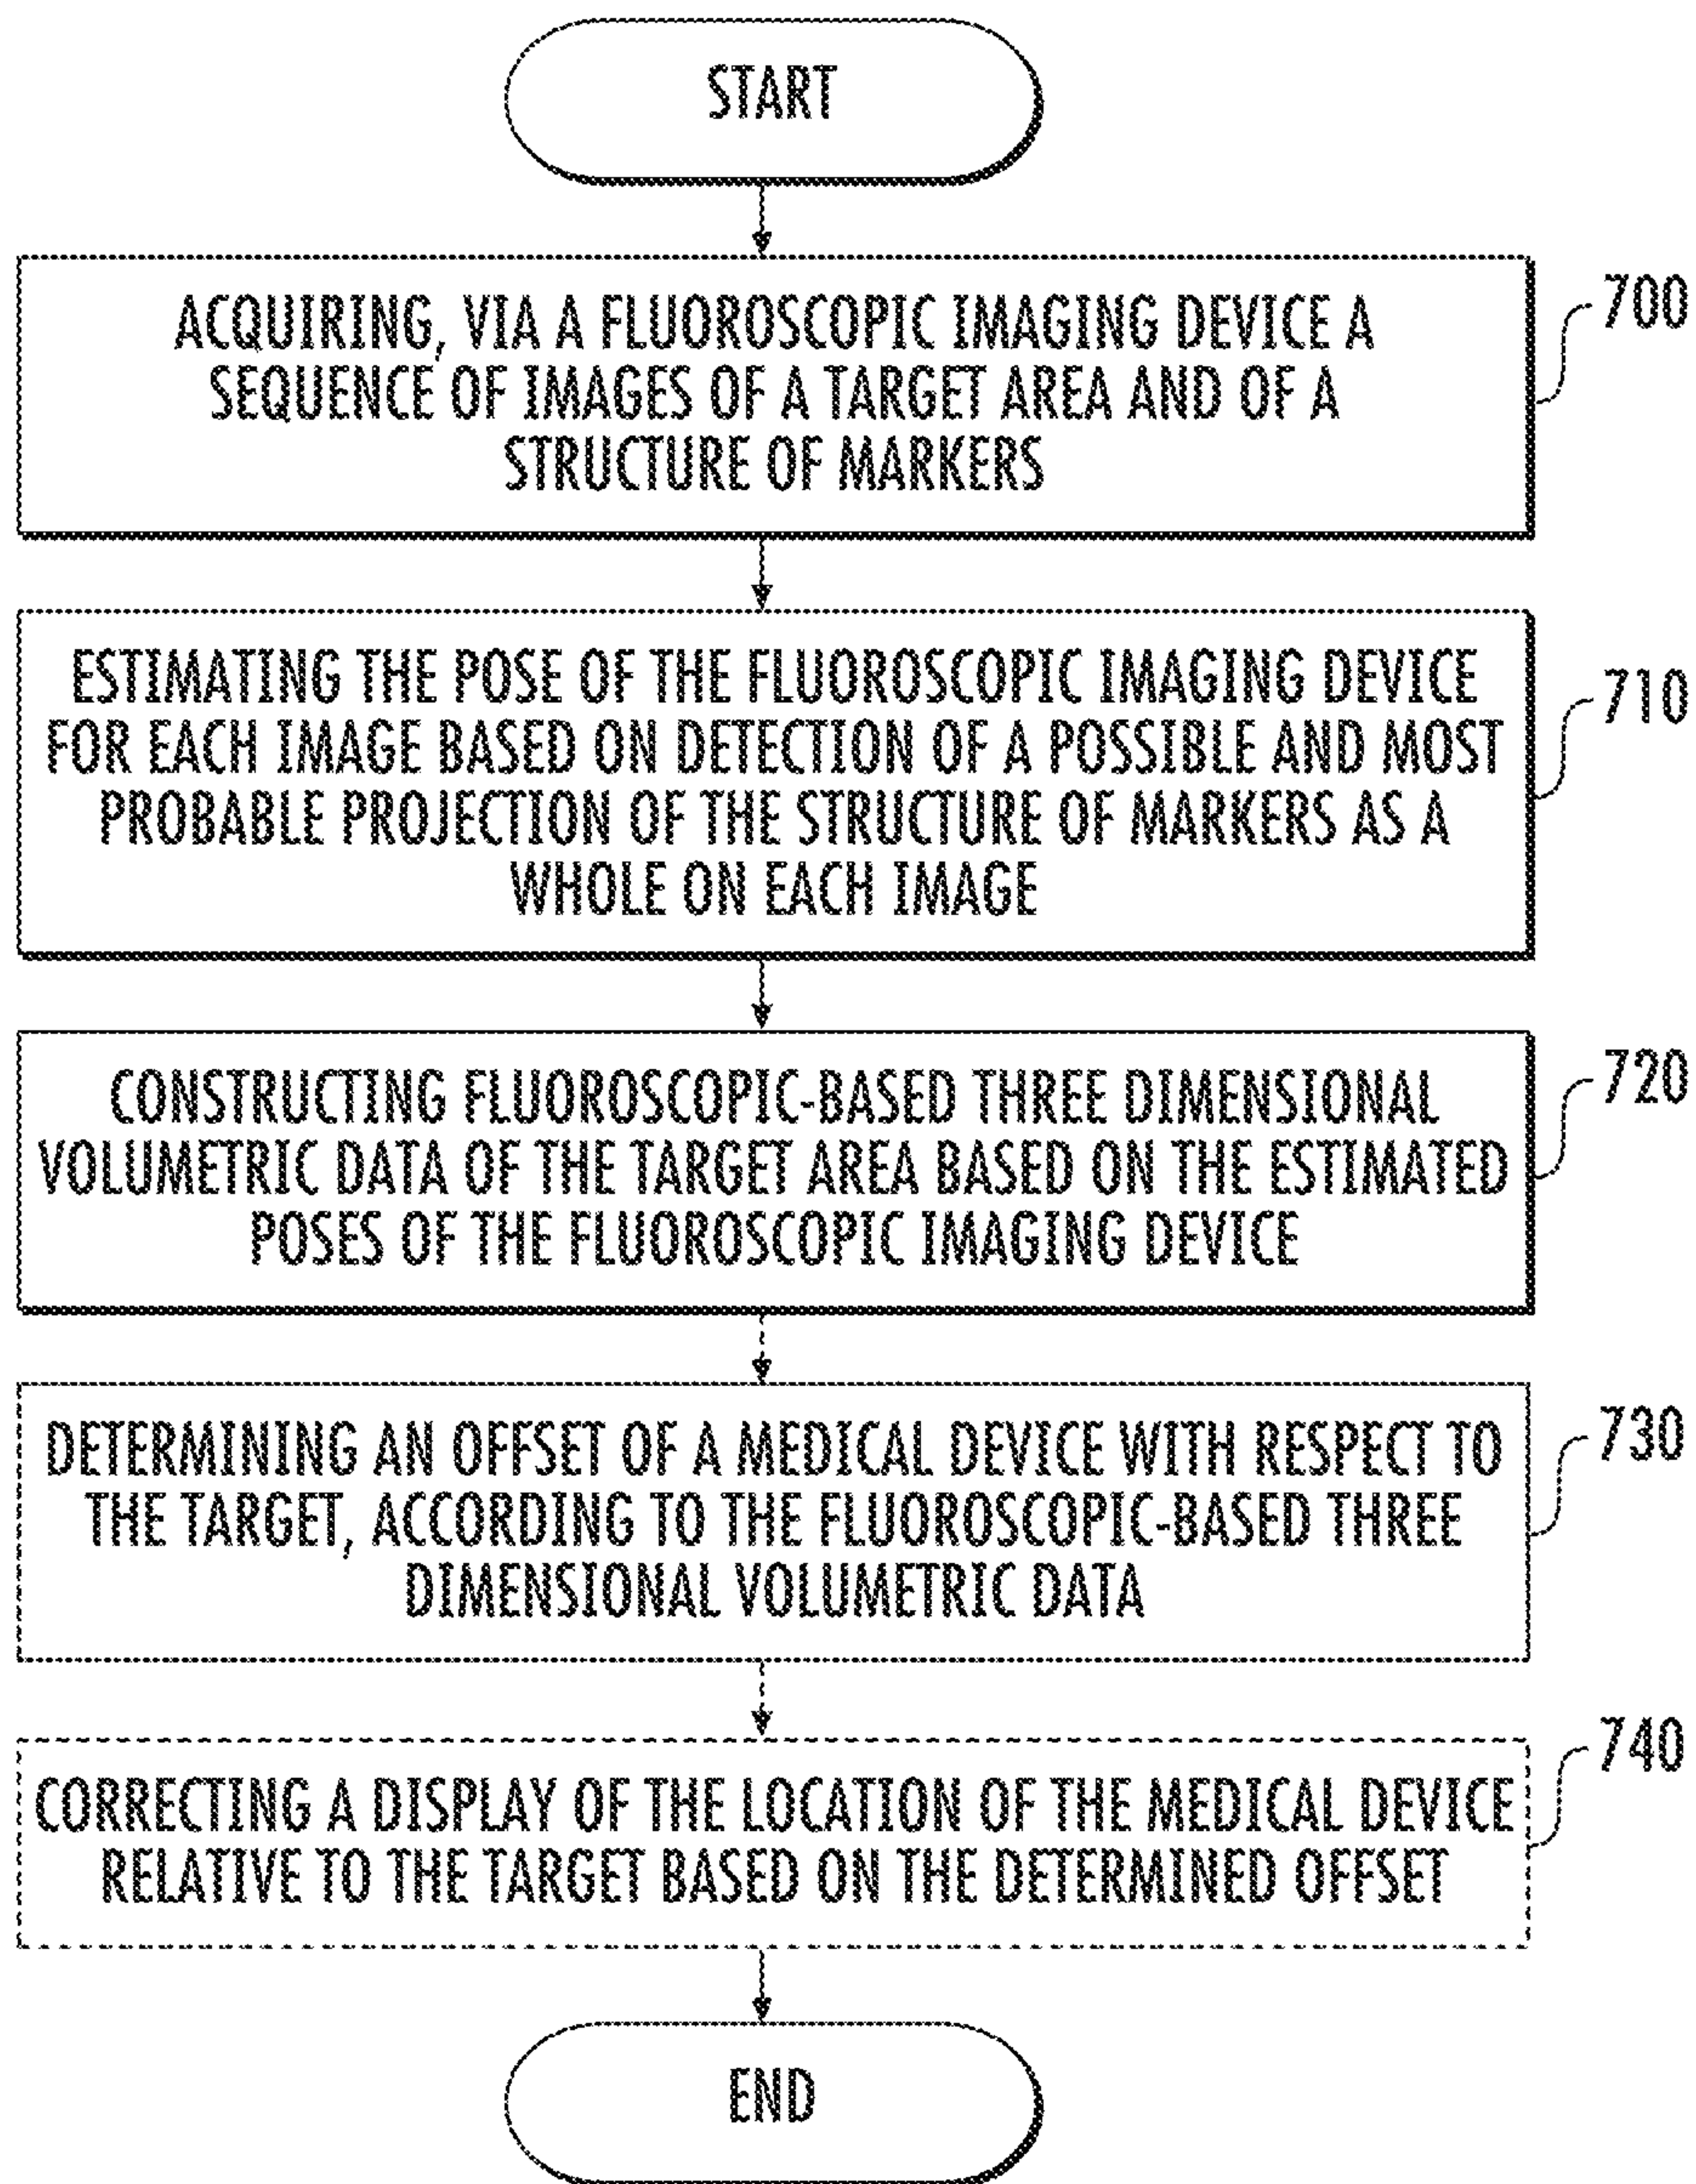 START
ACQUIRING, VIA A FLUOROSCOPIC IMAGING DEVICE A
SEQUENCE OF IMAGES OF A TARGET AREA AND OF A
STRUCTURE OF MARKERS
700
ESTIMATING THE POSE OF THE FLUOROSCOPIC IMAGING DEVICE
FOR EACH IMAGE BASED ON DETECTION OF A POSSIBLE AND MOST
PROBABLE PROJECTION OF THE STRUCTURE OF MARKERS AS A
WHOLE ON EACH IMAGE
710
CONSTRUCTING FLUOROSCOPIC-BASED THREE DIMENSIONAL
VOLUMETRIC DATA OF THE TARGET AREA BASED ON THE ESTIMATED
POSES OF THE FLUOROSCOPIC IMAGING DEVICE
720
DETERMINING AN OFFSET OF A MEDICAL DEVICE WITH RESPECT TO
THE TARGET, ACCORDING TO THE FLUOROSCOPIC-BASED THREE
DIMENSIONAL VOLUMETRIC DATA
730
CORRECTING A DISPLAY OF THE LOCATION OF THE MEDICAL DEVICE
RELATIVE TO THE TARGET BASED ON THE DETERMINED OFFSET
740
END